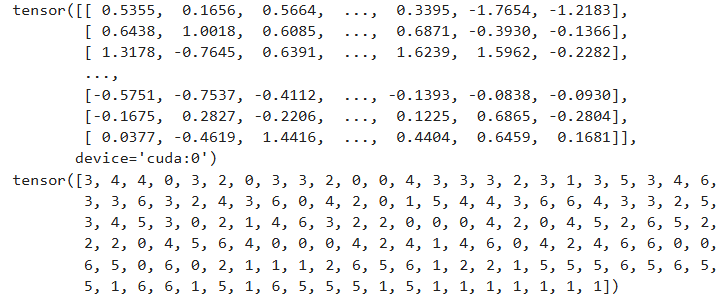 tensor([[ 0.5355,  0.1656,  0.5664,  ...,  0.3395, -1.7654, -1.2183],
        [ 0.6438,  1.0018,  0.6085,  ...,  0.6871, -0.3930, -0.1366],
        [ 1.3178, -0.7645,  0.6391,  ...,  1.6239,  1.5962, -0.2282],
        ...,
        [-0.5751, -0.7537, -0.4112,  ..., -0.1393, -0.0838, -0.0930],
        [-0.1675,  0.2827, -0.2206,  ...,  0.1225,  0.6865, -0.2804],
        [ 0.0377, -0.4619,  1.4416,  ...,  0.4404,  0.6459,  0.1681]],
       device='cuda:0')
tensor([3, 4, 4, 0, 3, 2, 0, 3, 3, 2, 0, 0, 4, 3, 3, 3, 2, 3, 1, 3, 5, 3, 4, 6,
        3, 3, 6, 3, 2, 4, 3, 6, 0, 4, 2, 0, 1, 5, 4, 4, 3, 6, 6, 4, 3, 3, 2, 5,
        3, 4, 5, 3, 0, 2, 1, 4, 6, 3, 2, 2, 0, 0, 0, 4, 2, 0, 4, 5, 2, 6, 5, 2,
        2, 2, 0, 4, 5, 6, 4, 0, 0, 0, 4, 2, 4, 1, 4, 6, 0, 4, 2, 4, 6, 6, 0, 0,
        6, 5, 0, 6, 0, 2, 1, 1, 1, 2, 6, 5, 6, 1, 2, 2, 1, 5, 5, 5, 6, 5, 6, 5,
        5, 1, 6, 6, 1, 5, 1, 6, 5, 5, 5, 1, 5, 1, 1, 1, 1, 1, 1, 1])